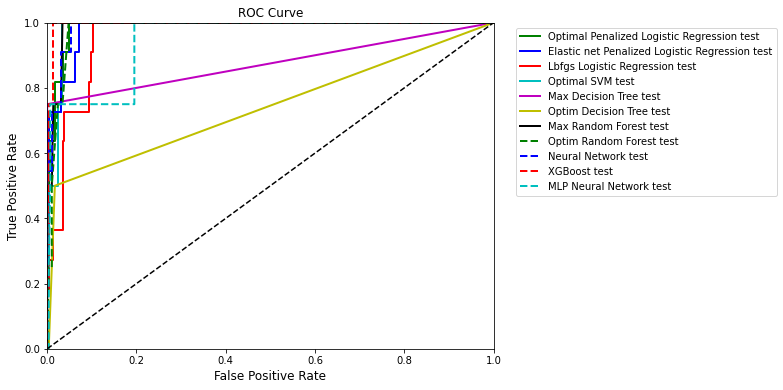 ROC Curve
True Positive Rate
1.0
0.8
0.6
0.4
0.2
0.0
0.0
0.2
0.4
0.6
0.8
1.0
False Positive Rate
Optimal Penalized Logistic Regression test
Elastic net Penalized Logistic Regression test
Lbfgs Logistic Regression test
Optimal SVM test
Max Decision Tree test
Optim Decision Tree test
Max Random Forest test
Optim Random Forest test
Neural Network test
XGBoost test
MLP Neural Network test